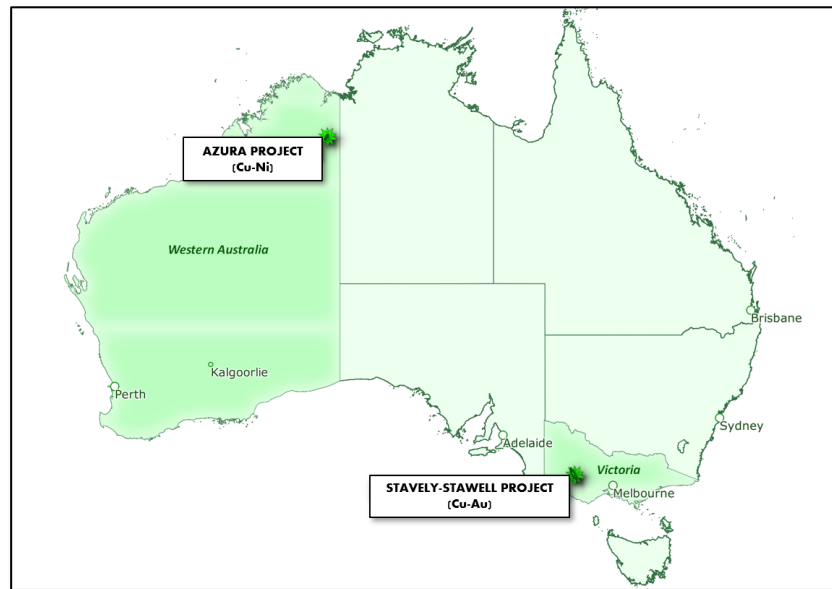 AZURA PROJECT
(Cu-Ni)
Western Australia
Brisbane
Kalgoorlie
Perth
Sydney
Adelaide
Victoria
STAVELY-STAWELL PROJECT
(Cu-Au)
Melbourne